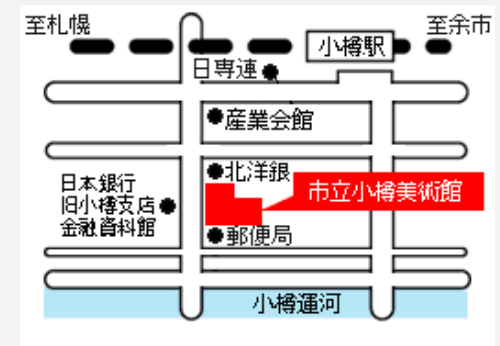 至札幌
至余市
小樽駅
日専連
産業会館
北洋銀
市立小樽美術館
日本銀行
旧小樽支店
金融資料館
郵便局
小樽運河